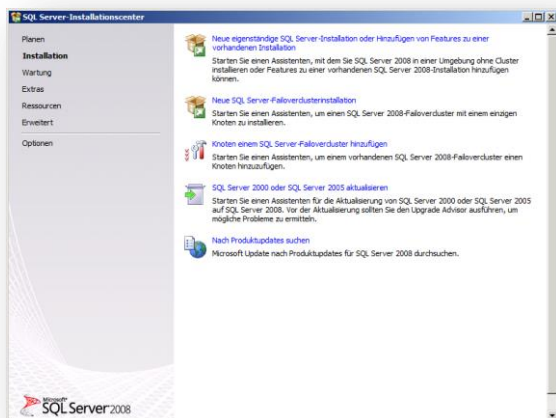 SQL Server-Installationscenter
Planen
Installation
Wartung
Extras
Ressourcen
Erweitert
Optionen
Neue eigenständige SQL Server-Installation oder Hinzufügen von Features zu einer
vorhandenen Installation
Starten Sie einen Assistenten, mit dem Sie SQL Server 2008 in einer Umgebung ohne Cluster
installieren oder Features zu einer vorhandenen SQL Server 2008-Installation hinzufügen
können.
Neue SQL Server-Failoverclusterinstallation
Starten Sie einen Assistenten, um einen SQL Server 2008-Failovercluster mit einem einzigen
Knoten zu installieren.
Knoten einem SQL Server-Failovercluster hinzufügen
Starten Sie einen Assistenten, um einem vorhandenen SQL Server 2008-Failovercluster einen
Knoten hinzuzufügen.
SQL Server 2000 oder SQL Server 2005 aktualisieren
Starten Sie einen Assistenten für die Aktualisierung von SQL Server 2000 oder SQL Server 2005
auf SQL Server 2008. Vor der Aktualisierung sollten Sie den Upgrade Advisor ausführen, um
mögliche Probleme zu ermitteln.
Nach Produktupdates suchen
Microsoft Update nach Produktupdates für SQL Server 2008 durchsuchen.
Microsoft
SQL Server 2008